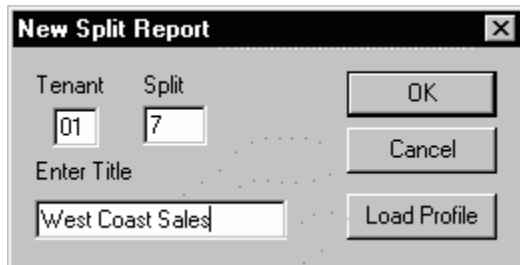 New Split Report
Tenant Split
01 7
OK
Cancel
Enter Title
West Coast Sales
Load Profile